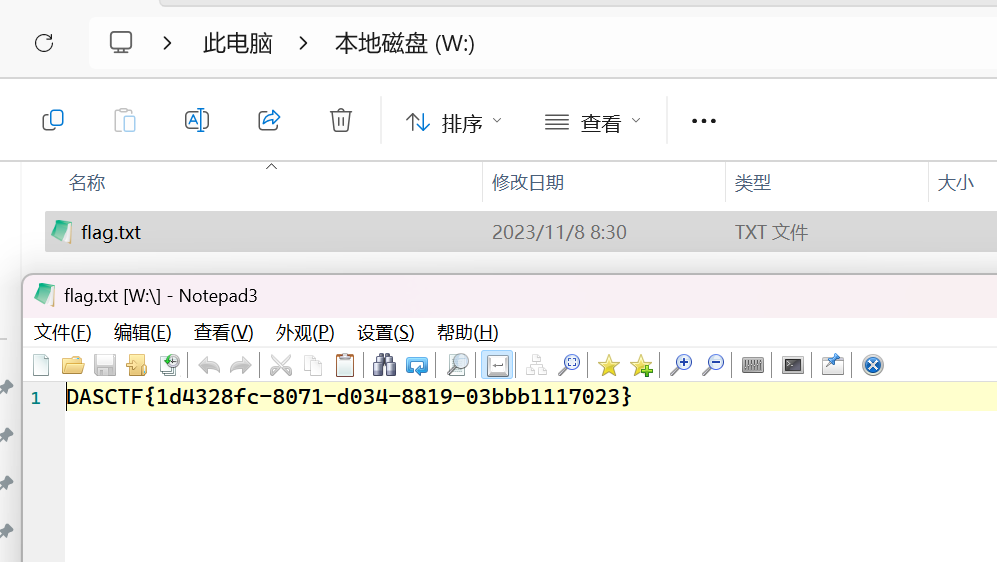 此电脑 本地磁盘 (W:)
排序 查看
名称 修改日期 类型 大小
flag.txt 2023/11/8 8:30 TXT 文件
flag.txt [W:\] - Notepad3
文件(F) 编辑(E) 查看(V) 外观(P) 设置(S) 帮助(H)
1 DASCTF{1d4328fc-8071-d034-8819-03bbb1117023}